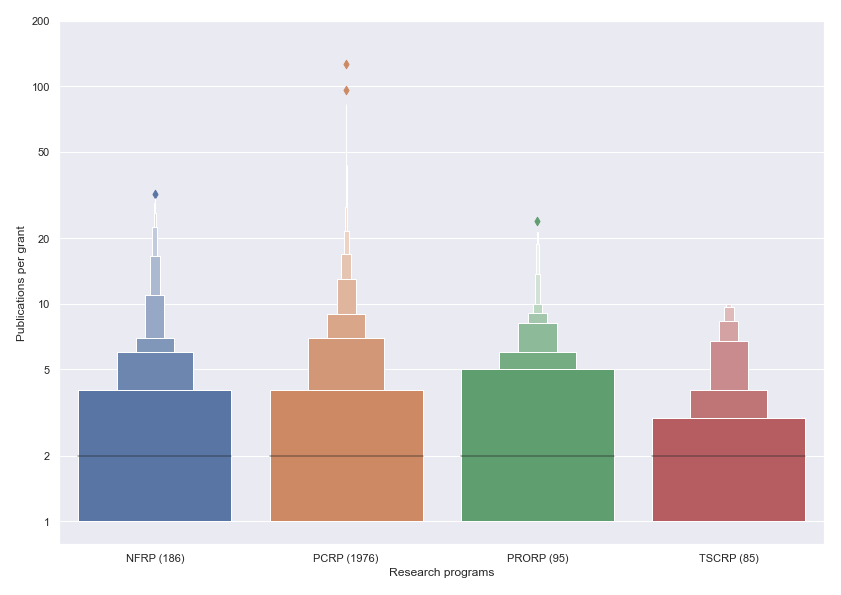 200
100
50
20
10
5
2
1
Publications per grant
NFRP (186)
PCRP (1976)
PRORP (95)
TSCRP (85)
Research programs